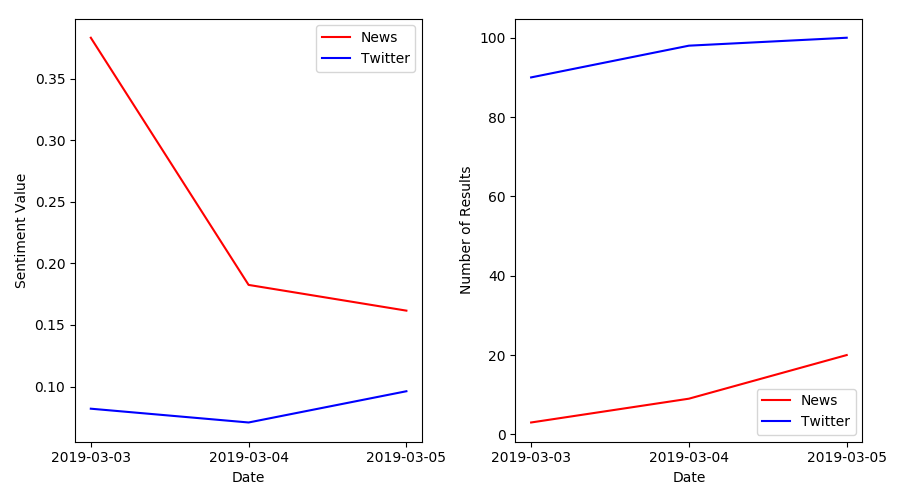 News
Twitter
0.35
0.30
0.25
0.20
0.15
0.10
Sentiment Value
2019-03-03 2019-03-04 2019-03-05
Date
100
80
60
40
20
0
Number of Results
News
Twitter
2019-03-03 2019-03-04 2019-03-05
Date